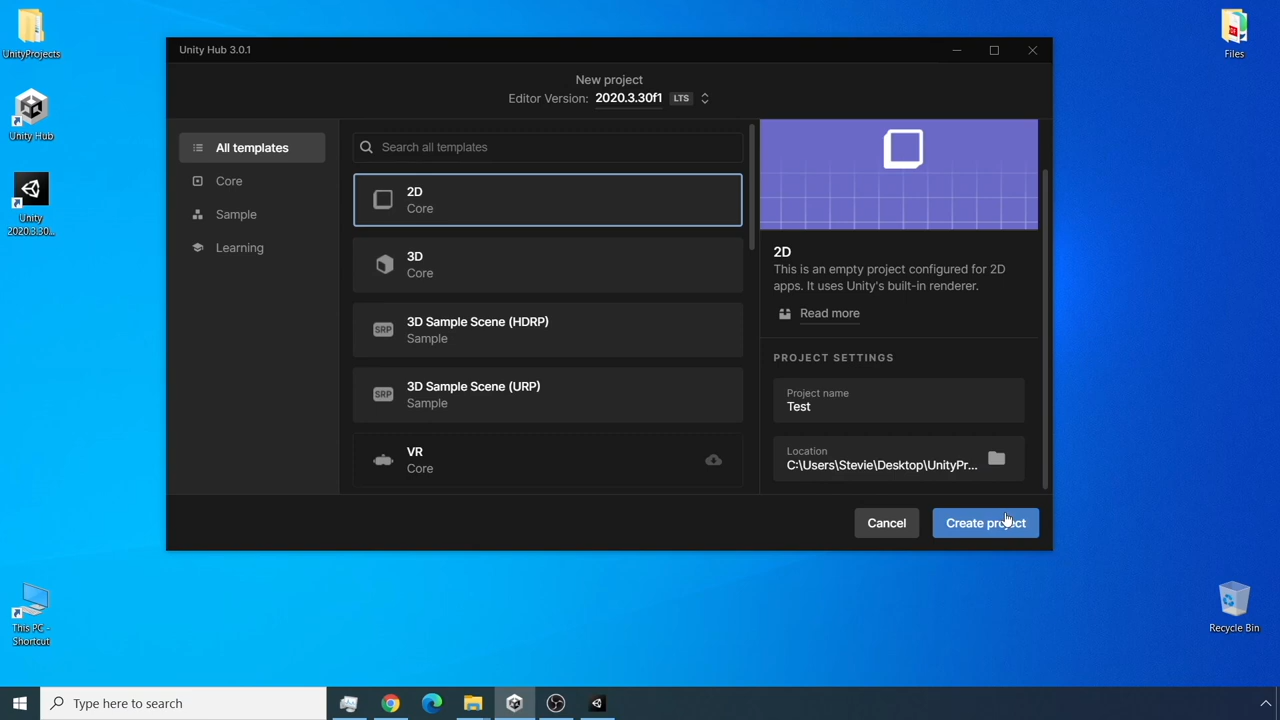 UnityProjects
Unity Hub
Unity
2020.3.30...
This PC -
Shortcut
Files
Recycle Bin
Unity Hub 3.0.1
New project
Editor Version: 2020.3.30f1 LTS
All templates
Core
Sample
Learning
Search all templates
2D
Core
3D
Core
SRP
3D Sample Scene (HDRP)
Sample
SRP
3D Sample Scene (URP)
Sample
VR
Core
2D
This is an empty project configured for 2D
apps. It uses Unity's built-in renderer.
Read more
PROJECT SETTINGS
Project name
Test
Location
C:\Users\Stevie\Desktop\UnityPr...
Cancel
Create project
Type here to search